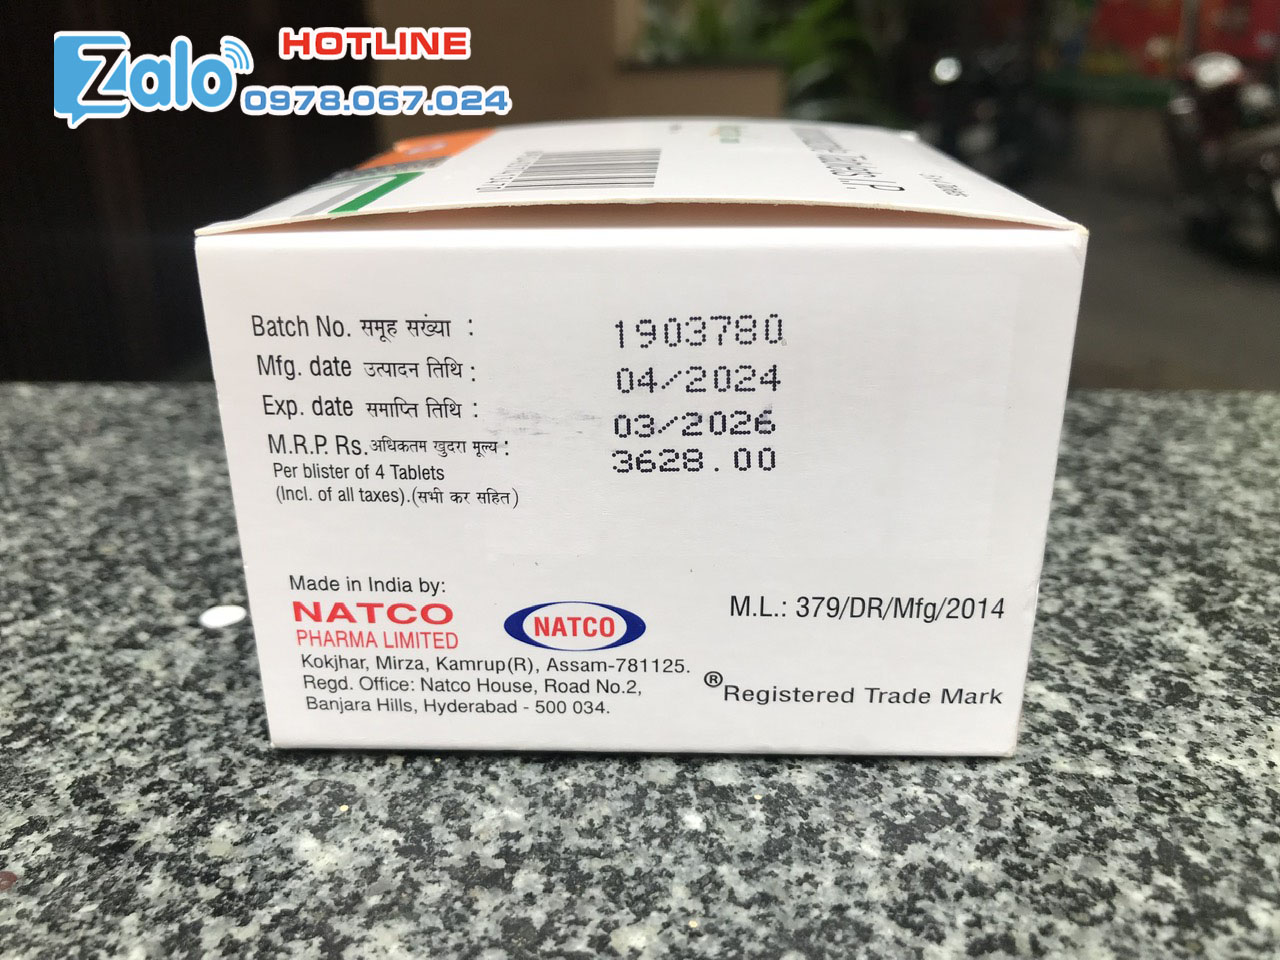 Zalo
HOTLINE
0978.067.024
Tablets I.P.
Batch No. समूह सख्या : 1903780
Mfg. date उत्पादन तिथि : 04/2024
Exp. date समाप्ति तिथि : 03/2026
M.R.P. Rs. अधिकतम खुदरा मूल्य : 3628.00
Per blister of 4 Tablets
(Incl. of all taxes).(सभी कर सहित)
Made in India by:
NATCO
PHARMA LIMITED
NATCO
M.L.: 379/DR/Mfg/2014
Kokjhar, Mirza, Kamrup(R), Assam-781125.
Regd. Office: Natco House, Road No.2,
Banjara Hills, Hyderabad - 500 034.
®Registered Trade Mark